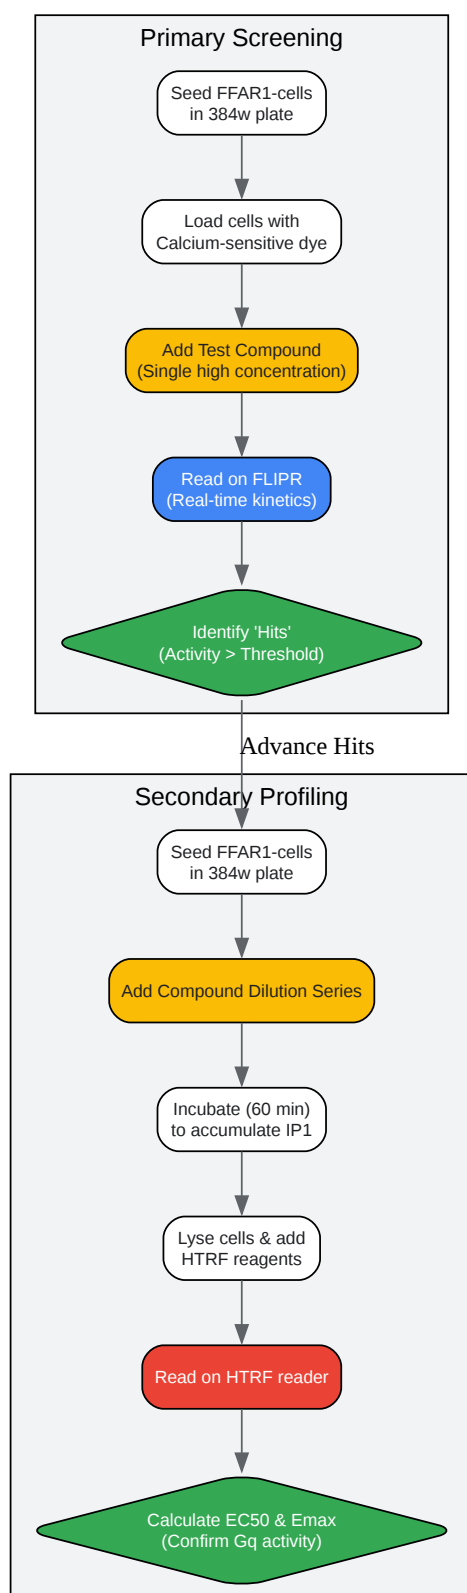 Primary Screening
Seed FFAR1-cells
in 384w plate
Load cells with
Calcium-sensitive dye
Add Test Compound
(Single high concentration)
Read on FLIPR
(Real-time kinetics)
Identify 'Hits'
(Activity > Threshold)
Advance Hits
Secondary Profiling
Seed FFAR1-cells
in 384w plate
Add Compound Dilution Series
Incubate (60 min)
to accumulate IP1
Lyse cells & add
HTRF reagents
Read on HTRF reader
Calculate EC50 & Emax
(Confirm Gq activity)